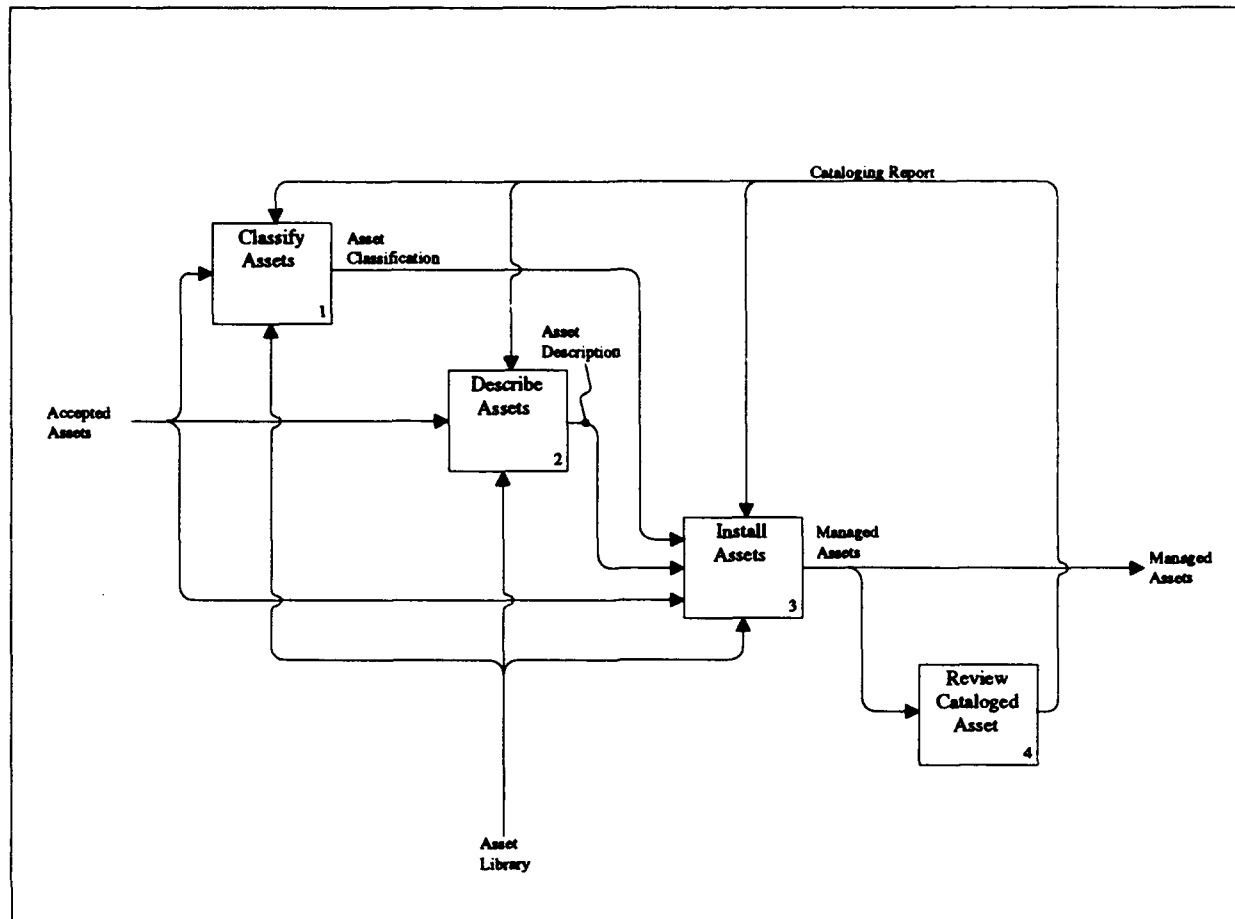 Cataloging Report
Classify
Assets
1
Asset
Classification
Asset
Description
Describe
Assets
2
Accepted
Assets
Install
Assets
3
Managed
Assets
Managed
Assets
Review
Cataloged
Asset
4
Asset
Library